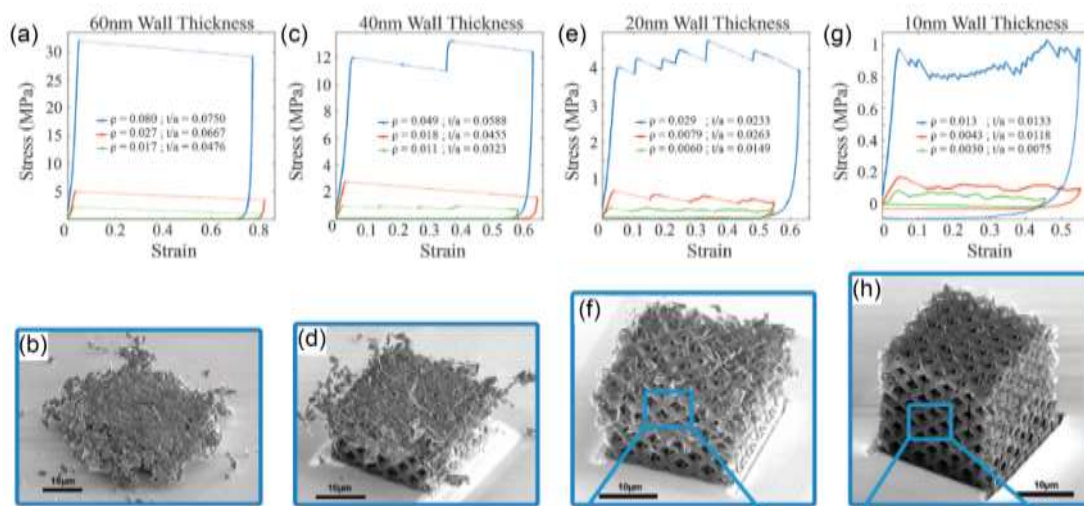 60nm Wall Thickness
(a)
30
25
20
15
10
5
0
0.2
0.4
0.6
0.8
Stress (MPa)
Strain
ρ = 0.080 ; t/a = 0.0750
ρ = 0.027 ; t/a = 0.0667
ρ = 0.017 ; t/a = 0.0476
40nm Wall Thickness
(c)
12
10
8
6
4
2
0
0
0.1
0.2
0.3
0.4
0.5
0.6
Stress (MPa)
Strain
ρ = 0.049 ; t/a = 0.0588
ρ = 0.018 ; t/a = 0.0455
ρ = 0.011 ; t/a = 0.0323
20nm Wall Thickness
(e)
4
3
2
1
0
0.1
0.2
0.3
0.4
0.5
0.6
Stress (MPa)
Strain
ρ = 0.029 ; t/a = 0.0233
ρ = 0.0079 ; t/a = 0.0263
ρ = 0.0060 ; t/a = 0.0149
10nm Wall Thickness
(g)
1
0.8
0.6
0.4
0.2
0
0
0.1
0.2
0.3
0.4
0.5
Stress (MPa)
Strain
ρ = 0.013 ; t/a = 0.0133
ρ = 0.0043 ; t/a = 0.0118
ρ = 0.0030 ; t/a = 0.0075
(b)
10μm
(d)
10μm
(f)
10μm
(h)
10μm